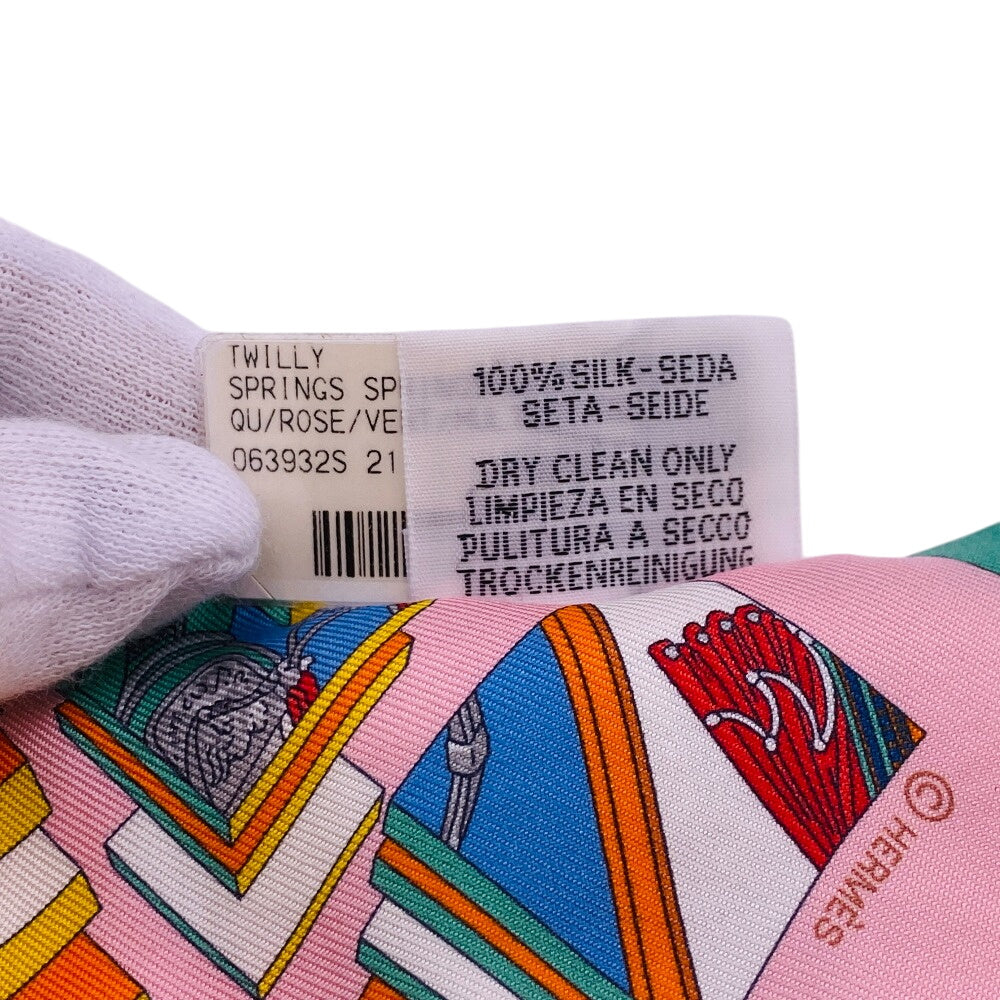 TWILLY
SPRINGS SP
QU/ROSE/VE
063932S 21
100% SILK-SEDA
SETA-SEIDE
DRY CLEAN ONLY
LIMPIEZA EN SECO
PULITURA A SECCO
TROCKENREINIGUNG
© HERMÈS